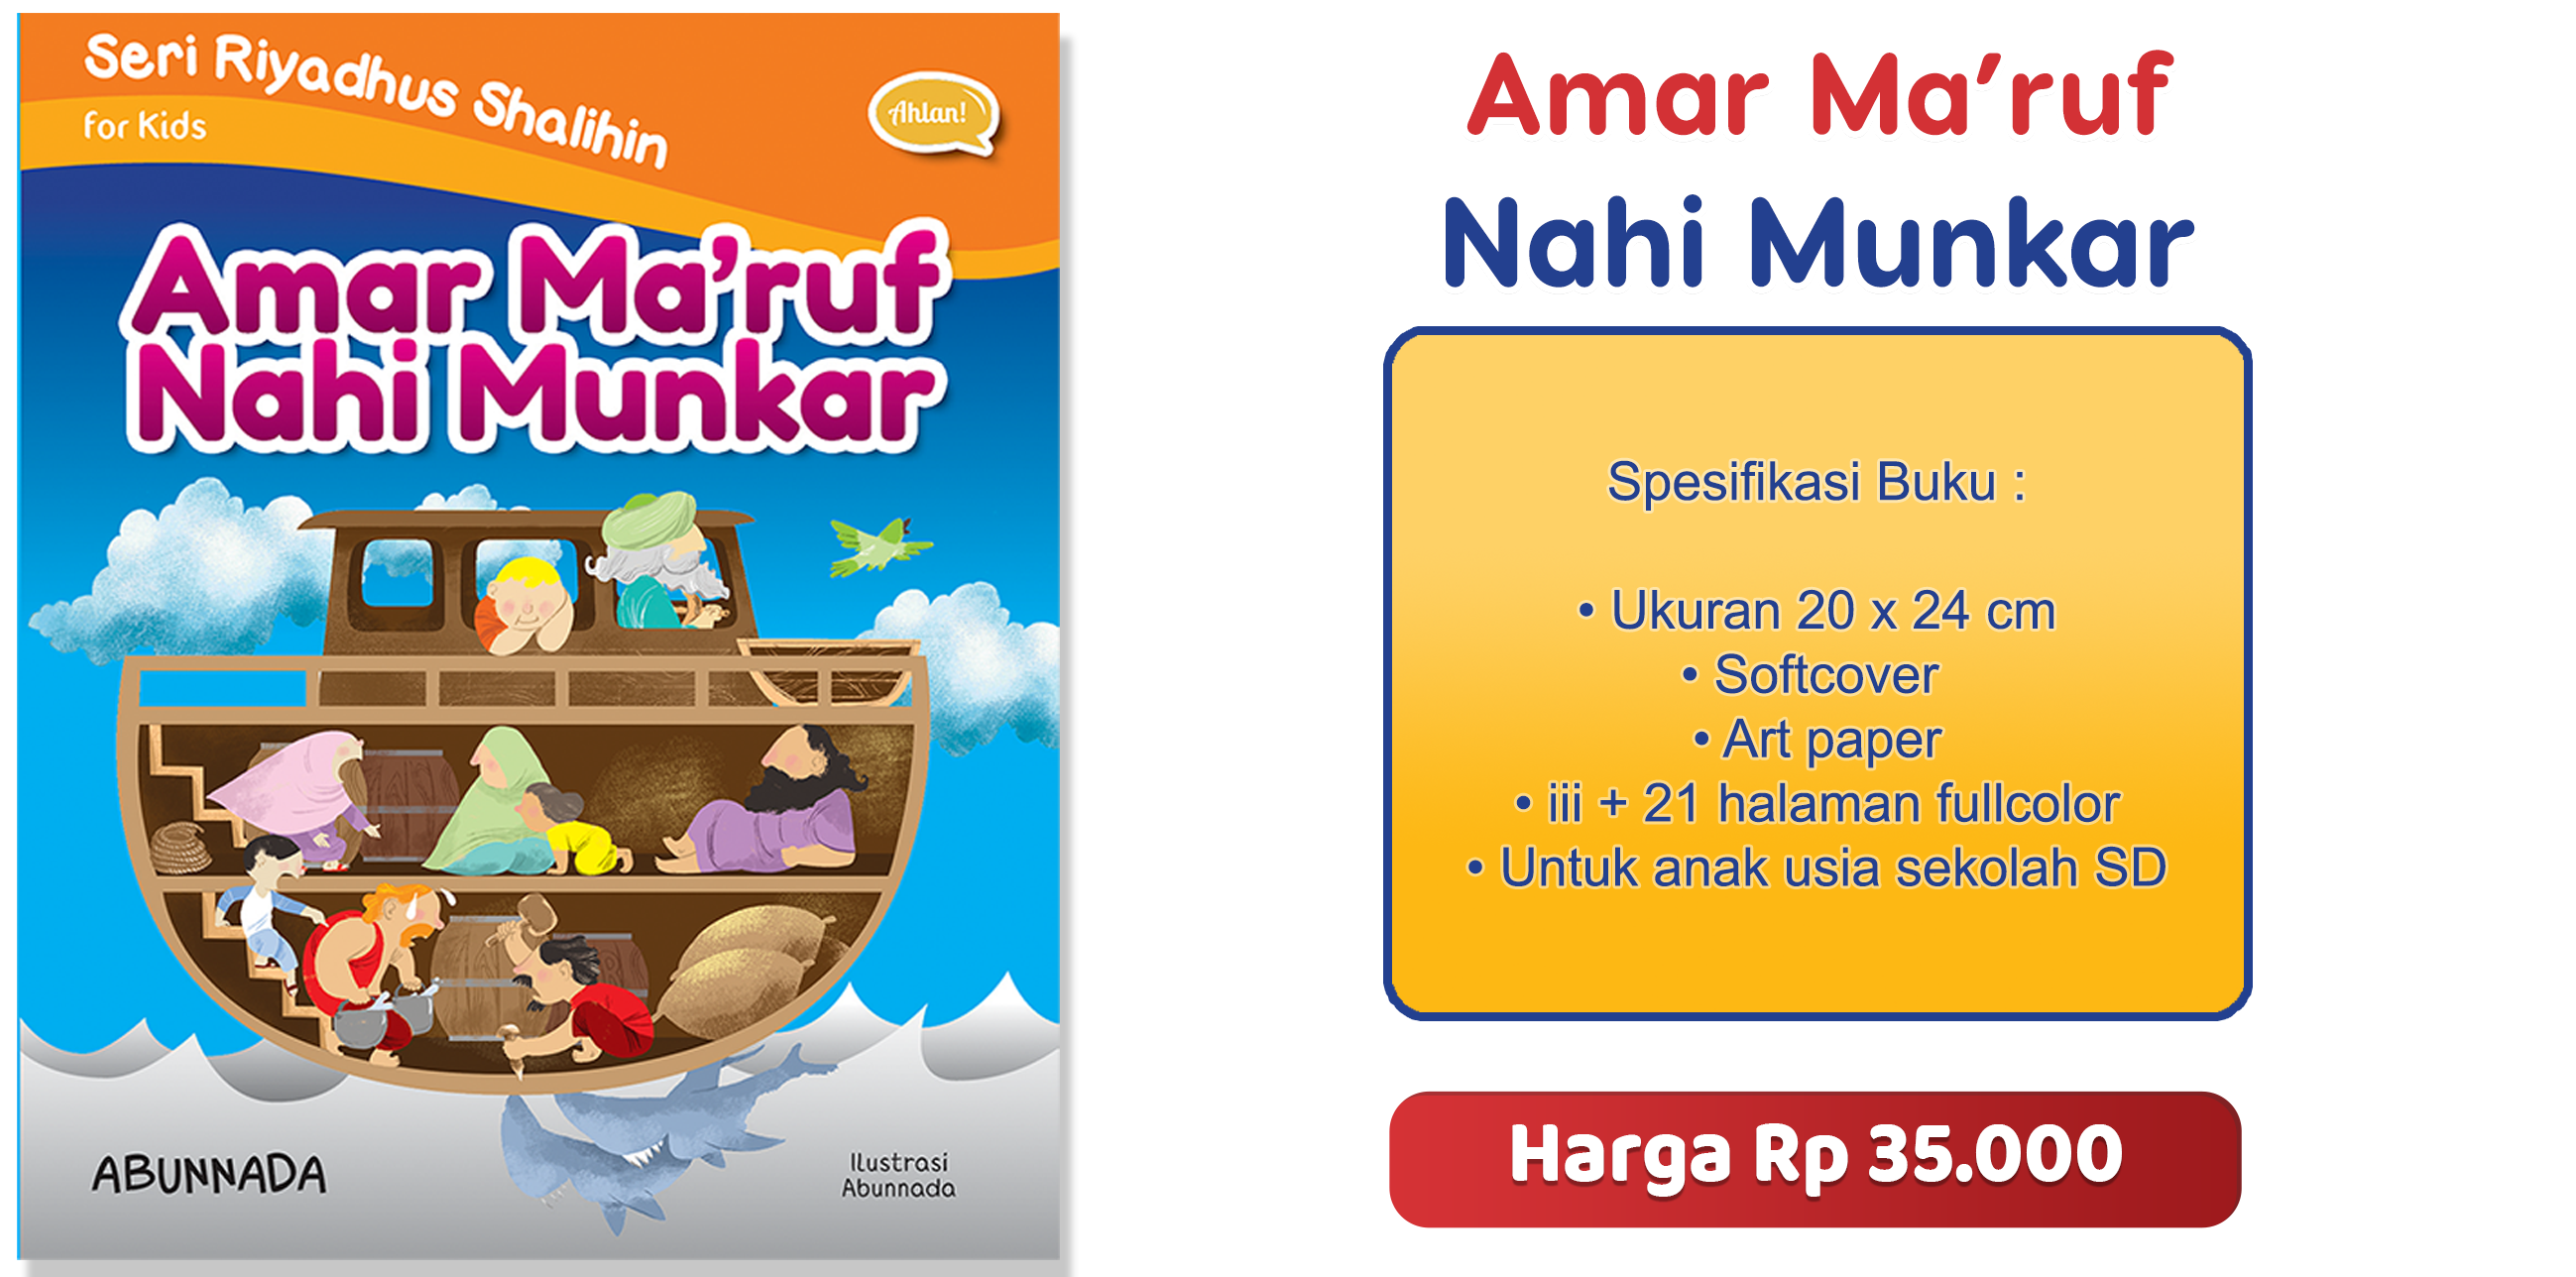 Seri Riyadhus Shalihin
for Kids
Ahlan!
Amar Ma'ruf
Nahi Munkar
ABUNNADA
Ilustrasi
Abunnada
Amar Ma'ruf
Nahi Munkar
Spesifikasi Buku :
• Ukuran 20 x 24 cm
• Softcover
• Art paper
• iii + 21 halaman fullcolor
• Untuk anak usia sekolah SD
Harga Rp 35.000